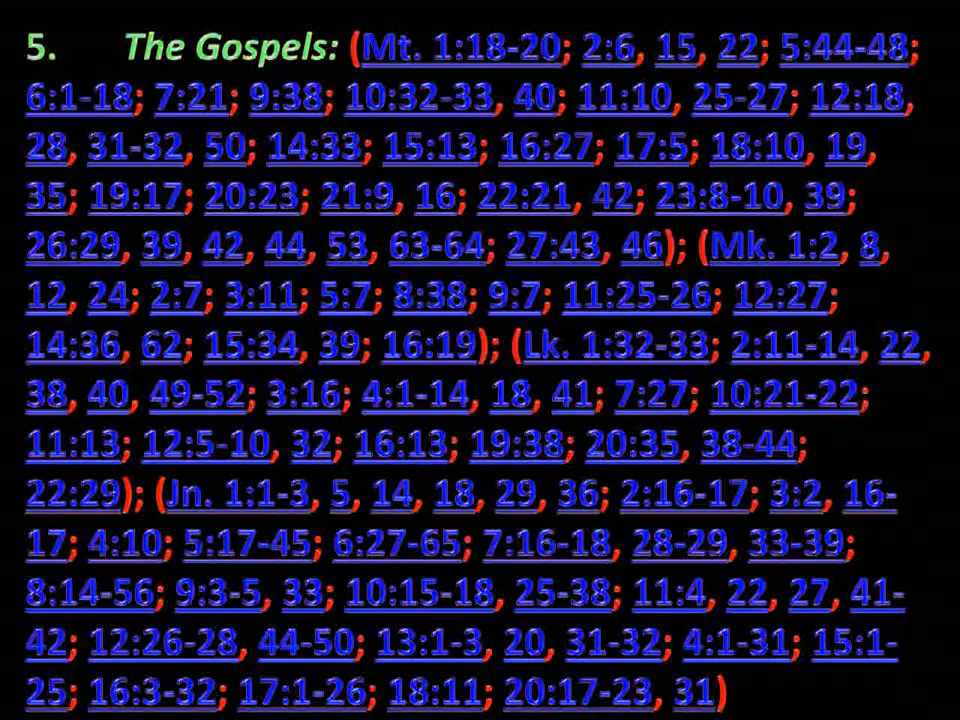 5. The Gospels: (Mt. 1:18-20; 2:6, 15, 22; 5:44-48;
6:1-18; 7:21; 9:38; 10:32-33, 40; 11:10, 25-27; 12:18,
28, 31-32, 50; 14:33; 15:13; 16:27; 17:5; 18:10, 19,
35; 19:17; 20:23; 21:9, 16; 22:21, 42; 23:8-10, 39;
26:29, 39, 42, 44, 53, 63-64; 27:43, 46); (Mk. 1:2, 8,
12, 24; 2:7; 3:11; 5:7; 8:38; 9:7; 11:25-26; 12:27;
14:36, 62; 15:34, 39; 16:19); (Lk. 1:32-33; 2:11-14, 22,
38, 40, 49-52; 3:16; 4:1-14, 18, 41; 7:27; 10:21-22;
11:13; 12:5-10, 32; 16:13; 19:38; 20:35, 38-44;
22:29); (Jn. 1:1-3, 5, 14, 18, 29, 36; 2:16-17; 3:2, 16-
17; 4:10; 5:17-45; 6:27-65; 7:16-18, 28-29, 33-39;
8:14-56; 9:3-5, 33; 10:15-18, 25-38; 11:4, 22, 27, 41-
42; 12:26-28, 44-50; 13:1-3, 20, 31-32; 4:1-31; 15:1-
25; 16:3-32; 17:1-26; 18:11; 20:17-23, 31)